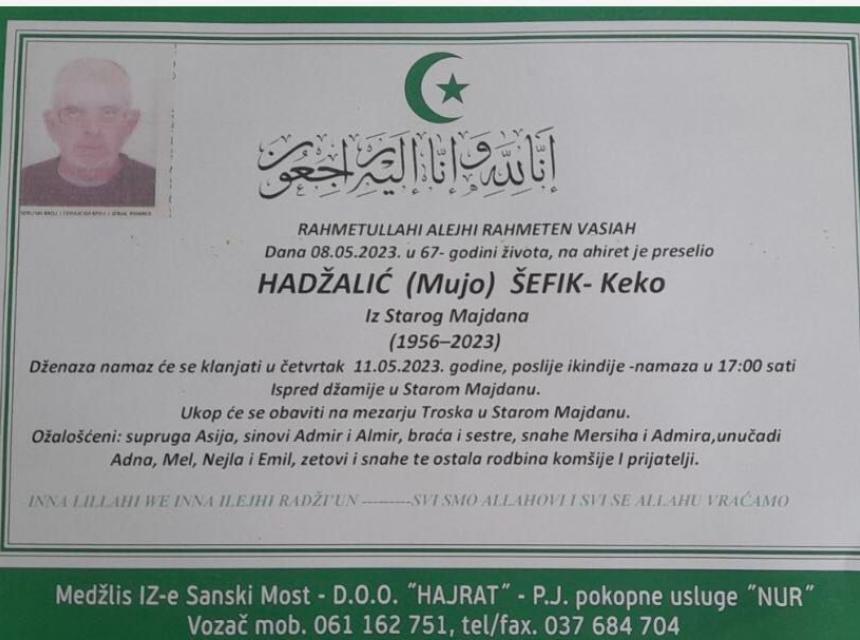 إنا لله وإنا إليه راجعون
RAHMETULLAHI ALEJHI RAHMETEN VASIAH
Dana 08.05.2023. u 67- godini života, na ahiret je preselio
HADŽALIĆ (Mujo) ŠEFIK- Keko
Iz Starog Majdana
(1956–2023)
Dženaza namaz će se klanjati u četvrtak 11.05.2023. godine, poslije ikindije -namaza u 17:00 sati
Ispred džamije u Starom Majdanu.
Ukop će se obaviti na mezarju Troska u Starom Majdanu.
Ožalošćeni: supruga Asija, sinovi Admir i Almir, braća i sestre, snahe Mersiha i Admira,unučadi
Adna, Mel, Nejla i Emil, zetovi i snahe te ostala rodbina komšije I prijatelji.
INNA LILLAHI WE INNA ILEJHI RADŽI'UN ---------SVI SMO ALLAHOVI I SVI SE ALLAHU VRAĆAMO
Medžlis IZ-e Sanski Most - D.O.O. "HAJRAT" - P.J. pokopne usluge "NUR"
Vozač mob. 061 162 751, tel/fax. 037 684 704